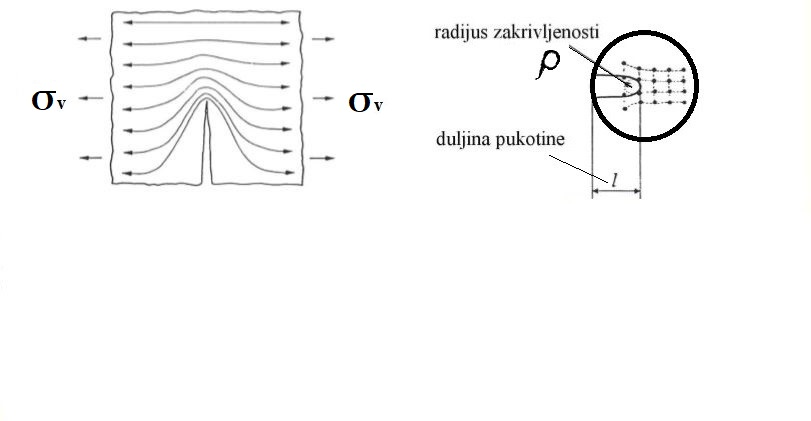 σv
σv
radijus zakrivljenosti
ρ
duljina pukotine
l